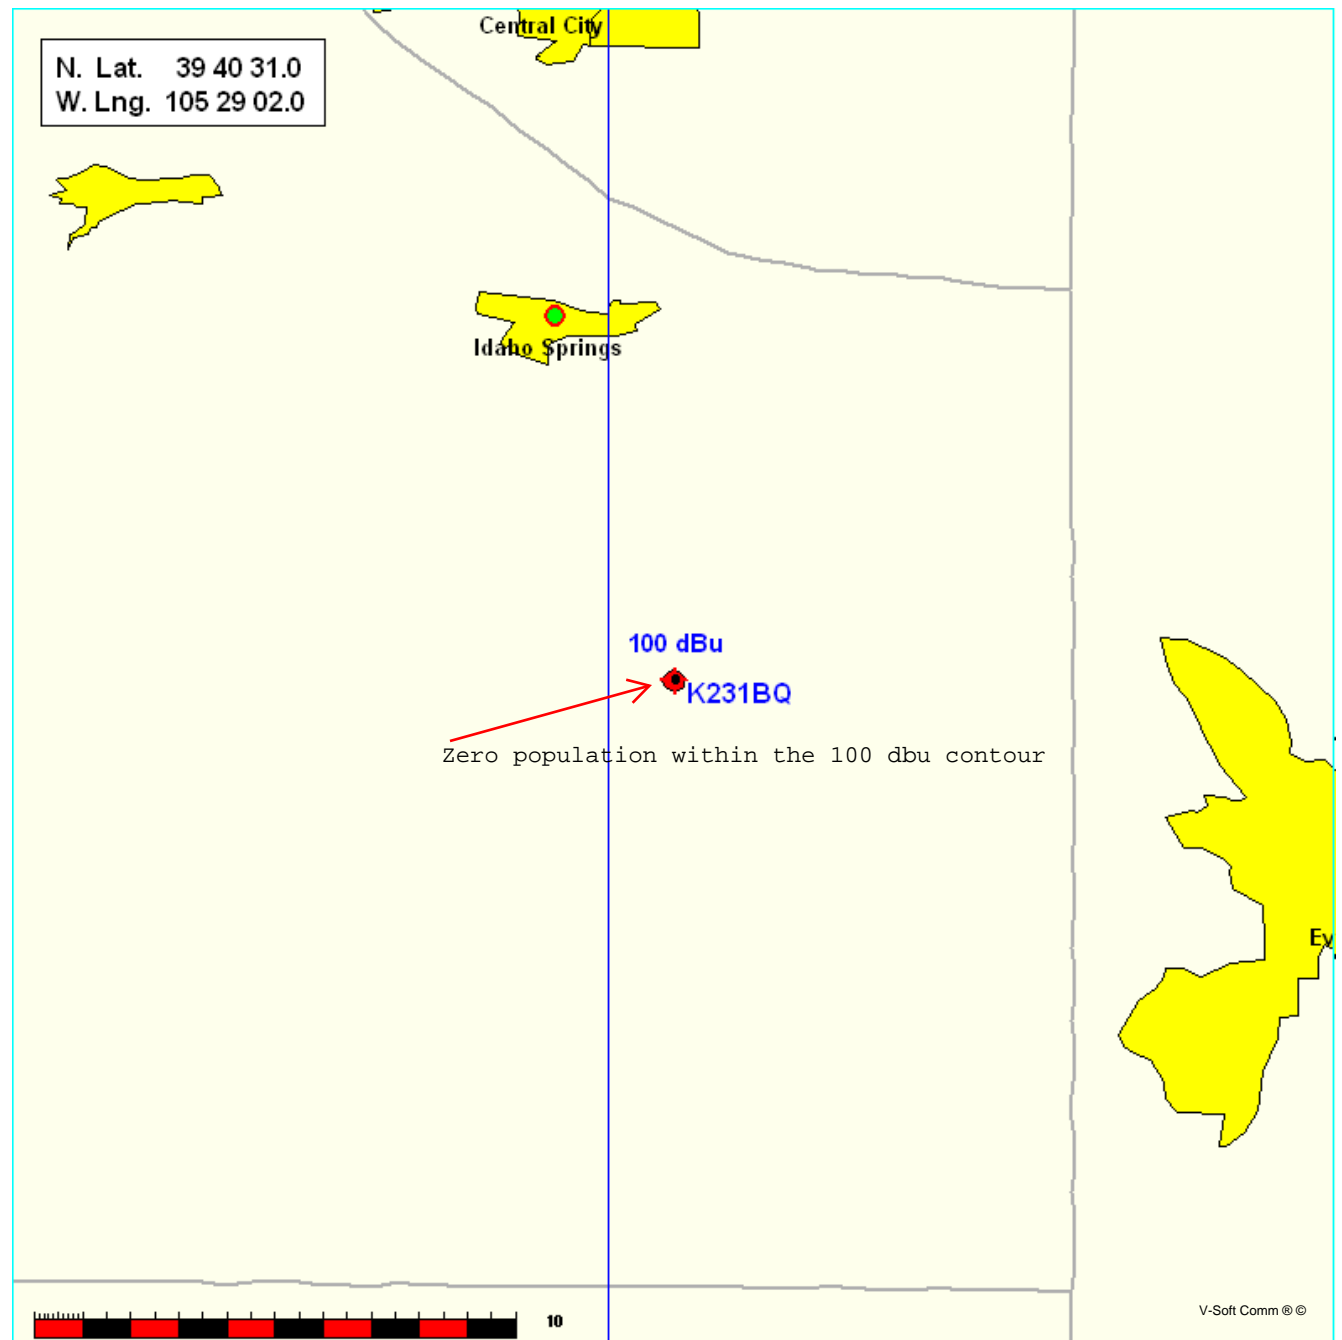 Central City
N. Lat. 39 40 31.0
W. Lng. 105 29 02.0
Idaho Springs
100 dBu
K231BQ
Zero population within the 100 dbu contour
Ev
10
V-Soft Comm ® ©